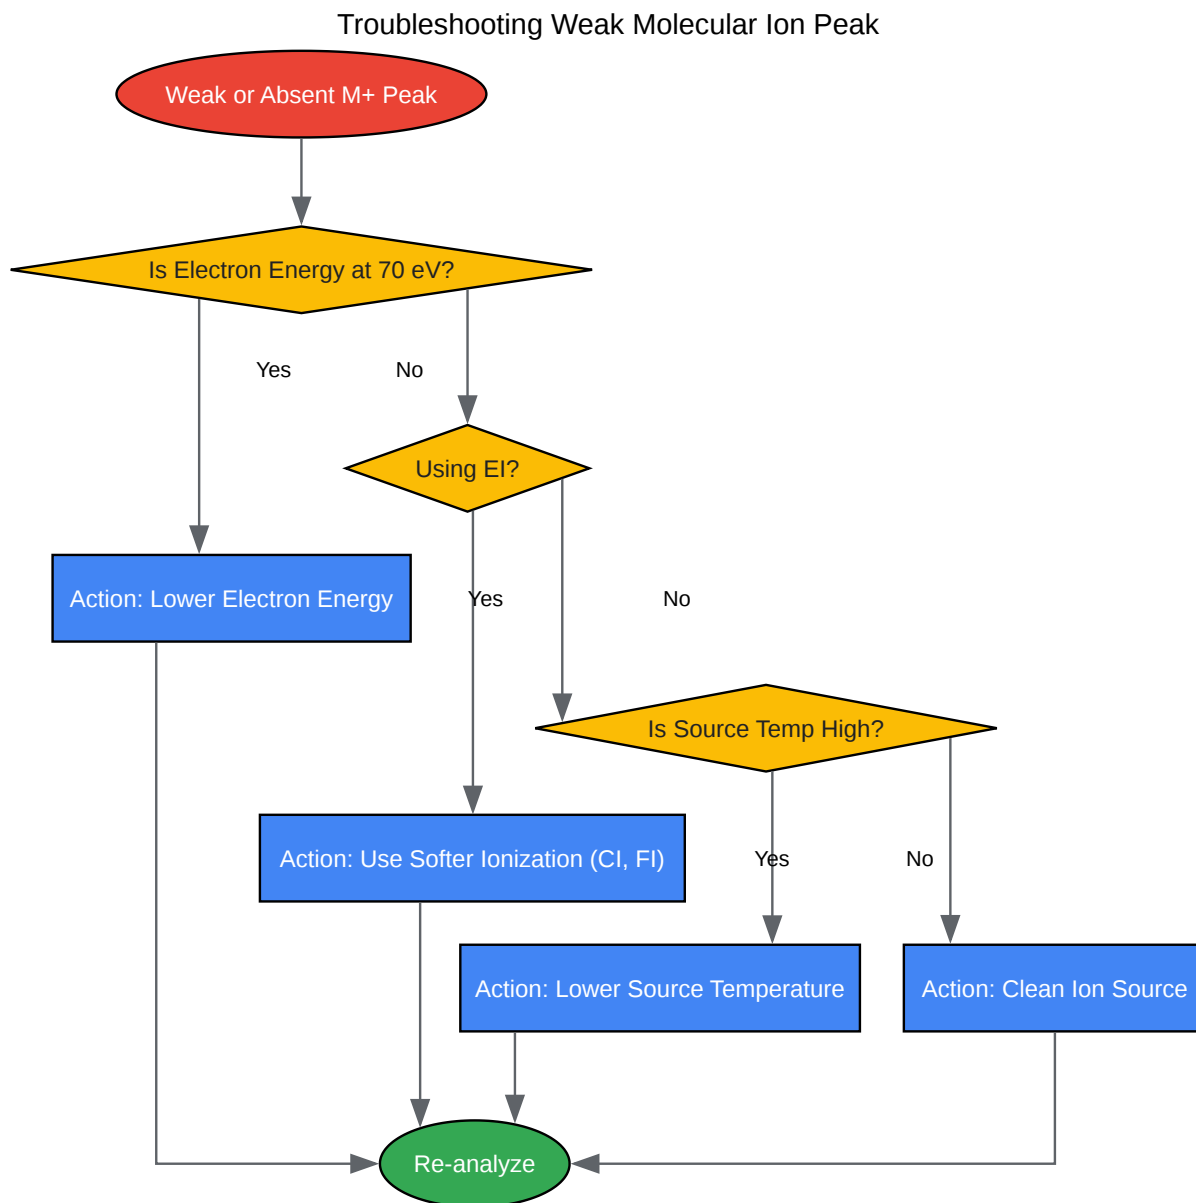 Troubleshooting Weak Molecular Ion Peak
Weak or Absent M+ Peak
Is Electron Energy at 70 eV?
Yes
No
Using EI?
Action: Lower Electron Energy
Yes
No
Is Source Temp High?
Action: Use Softer Ionization (CI, FI)
Yes
No
Action: Lower Source Temperature
Action: Clean Ion Source
Re-analyze